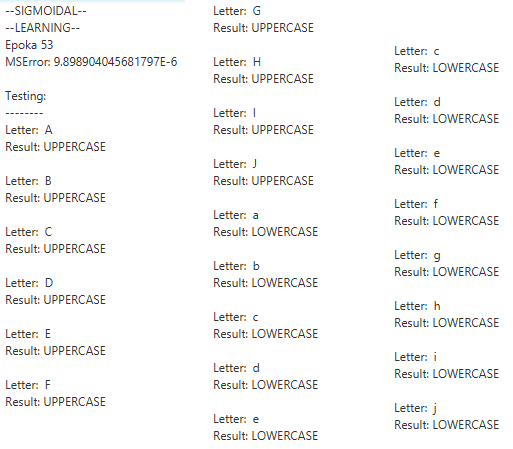 --SIGMOIDAL--
--LEARNING--
Epoka 53
MSError: 9.898904045681797E-6
Testing:
--------
Letter: A
Result: UPPERCASE
Letter: B
Result: UPPERCASE
Letter: C
Result: UPPERCASE
Letter: D
Result: UPPERCASE
Letter: E
Result: UPPERCASE
Letter: F
Result: UPPERCASE
Letter: G
Result: UPPERCASE
Letter: H
Result: UPPERCASE
Letter: I
Result: UPPERCASE
Letter: J
Result: UPPERCASE
Letter: a
Result: LOWERCASE
Letter: b
Result: LOWERCASE
Letter: c
Result: LOWERCASE
Letter: d
Result: LOWERCASE
Letter: e
Result: LOWERCASE
Letter: c
Result: LOWERCASE
Letter: d
Result: LOWERCASE
Letter: e
Result: LOWERCASE
Letter: f
Result: LOWERCASE
Letter: g
Result: LOWERCASE
Letter: h
Result: LOWERCASE
Letter: i
Result: LOWERCASE
Letter: j
Result: LOWERCASE